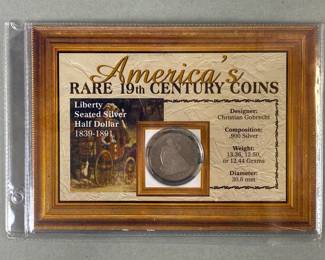 America's
RARE 19th CENTURY COINS
Liberty
Seated Silver
Half Dollar
1839-1891
Designer:
Christian Gobrecht
Composition:
.900 Silver
Weight:
13.36, 12.50,
or 12.44 Grams
Diameter:
30.6 mm